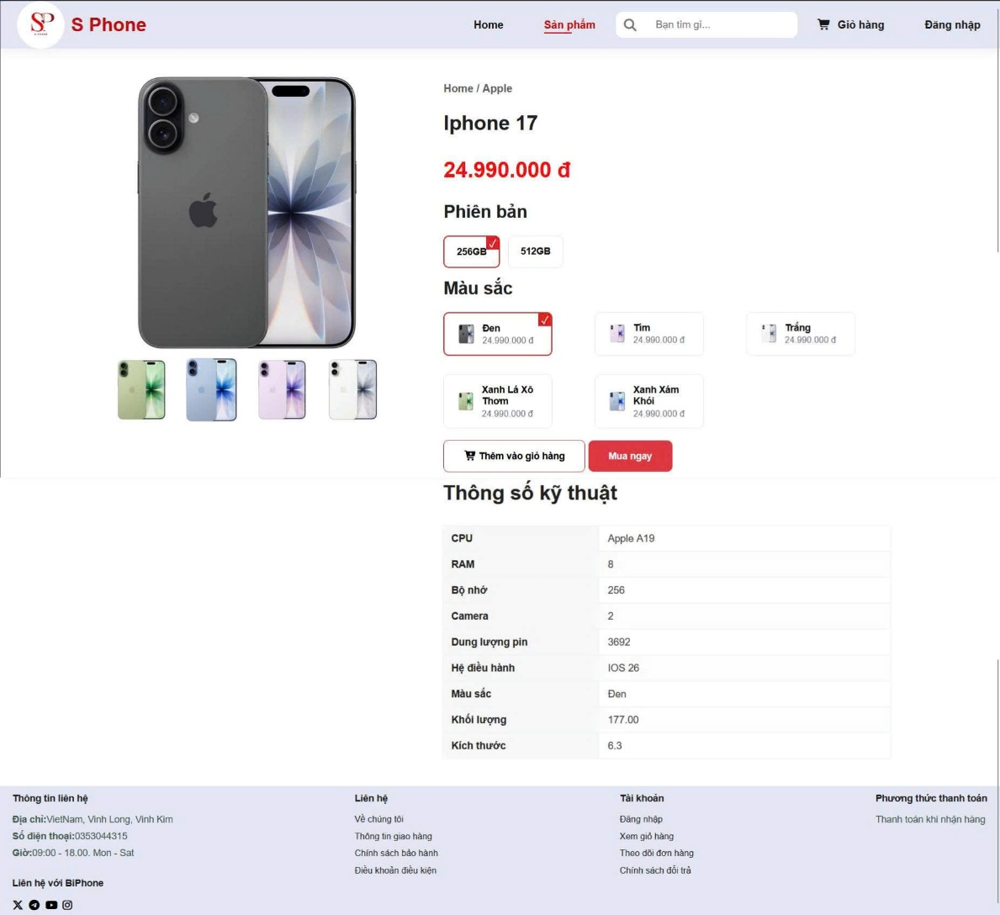 SP
S Phone
Home
Sản phẩm
Bạn tìm gì...
Giỏ hàng
Đăng nhập
Home / Apple
Iphone 17
24.990.000 đ
Phiên bản
256GB
512GB
Màu sắc
Đen
24.990.000 đ
Tím
24.990.000 đ
Trắng
24.990.000 đ
Xanh Lá Xô
Thơm
24.990.000 đ
Xanh Xám
Khói
24.990.000 đ
Thêm vào giỏ hàng
Mua ngay
Thông số kỹ thuật
CPU Apple A19
RAM 8
Bộ nhớ 256
Camera 2
Dung lượng pin 3692
Hệ điều hành IOS 26
Màu sắc Đen
Khối lượng 177.00
Kích thước 6.3
Thông tin liên hệ
Địa chỉ:VietNam, Vinh Long, Vinh Kim
Số điện thoại:0353044315
Giờ:09:00 - 18.00. Mon - Sat
Liên hệ với BiPhone
Liên hệ
Về chúng tôi
Thông tin giao hàng
Chính sách bảo hành
Điều khoản điều kiện
Tài khoản
Đăng nhập
Xem giỏ hàng
Theo dõi đơn hàng
Chính sách đổi trả
Phương thức thanh toán
Thanh toán khi nhận hàng